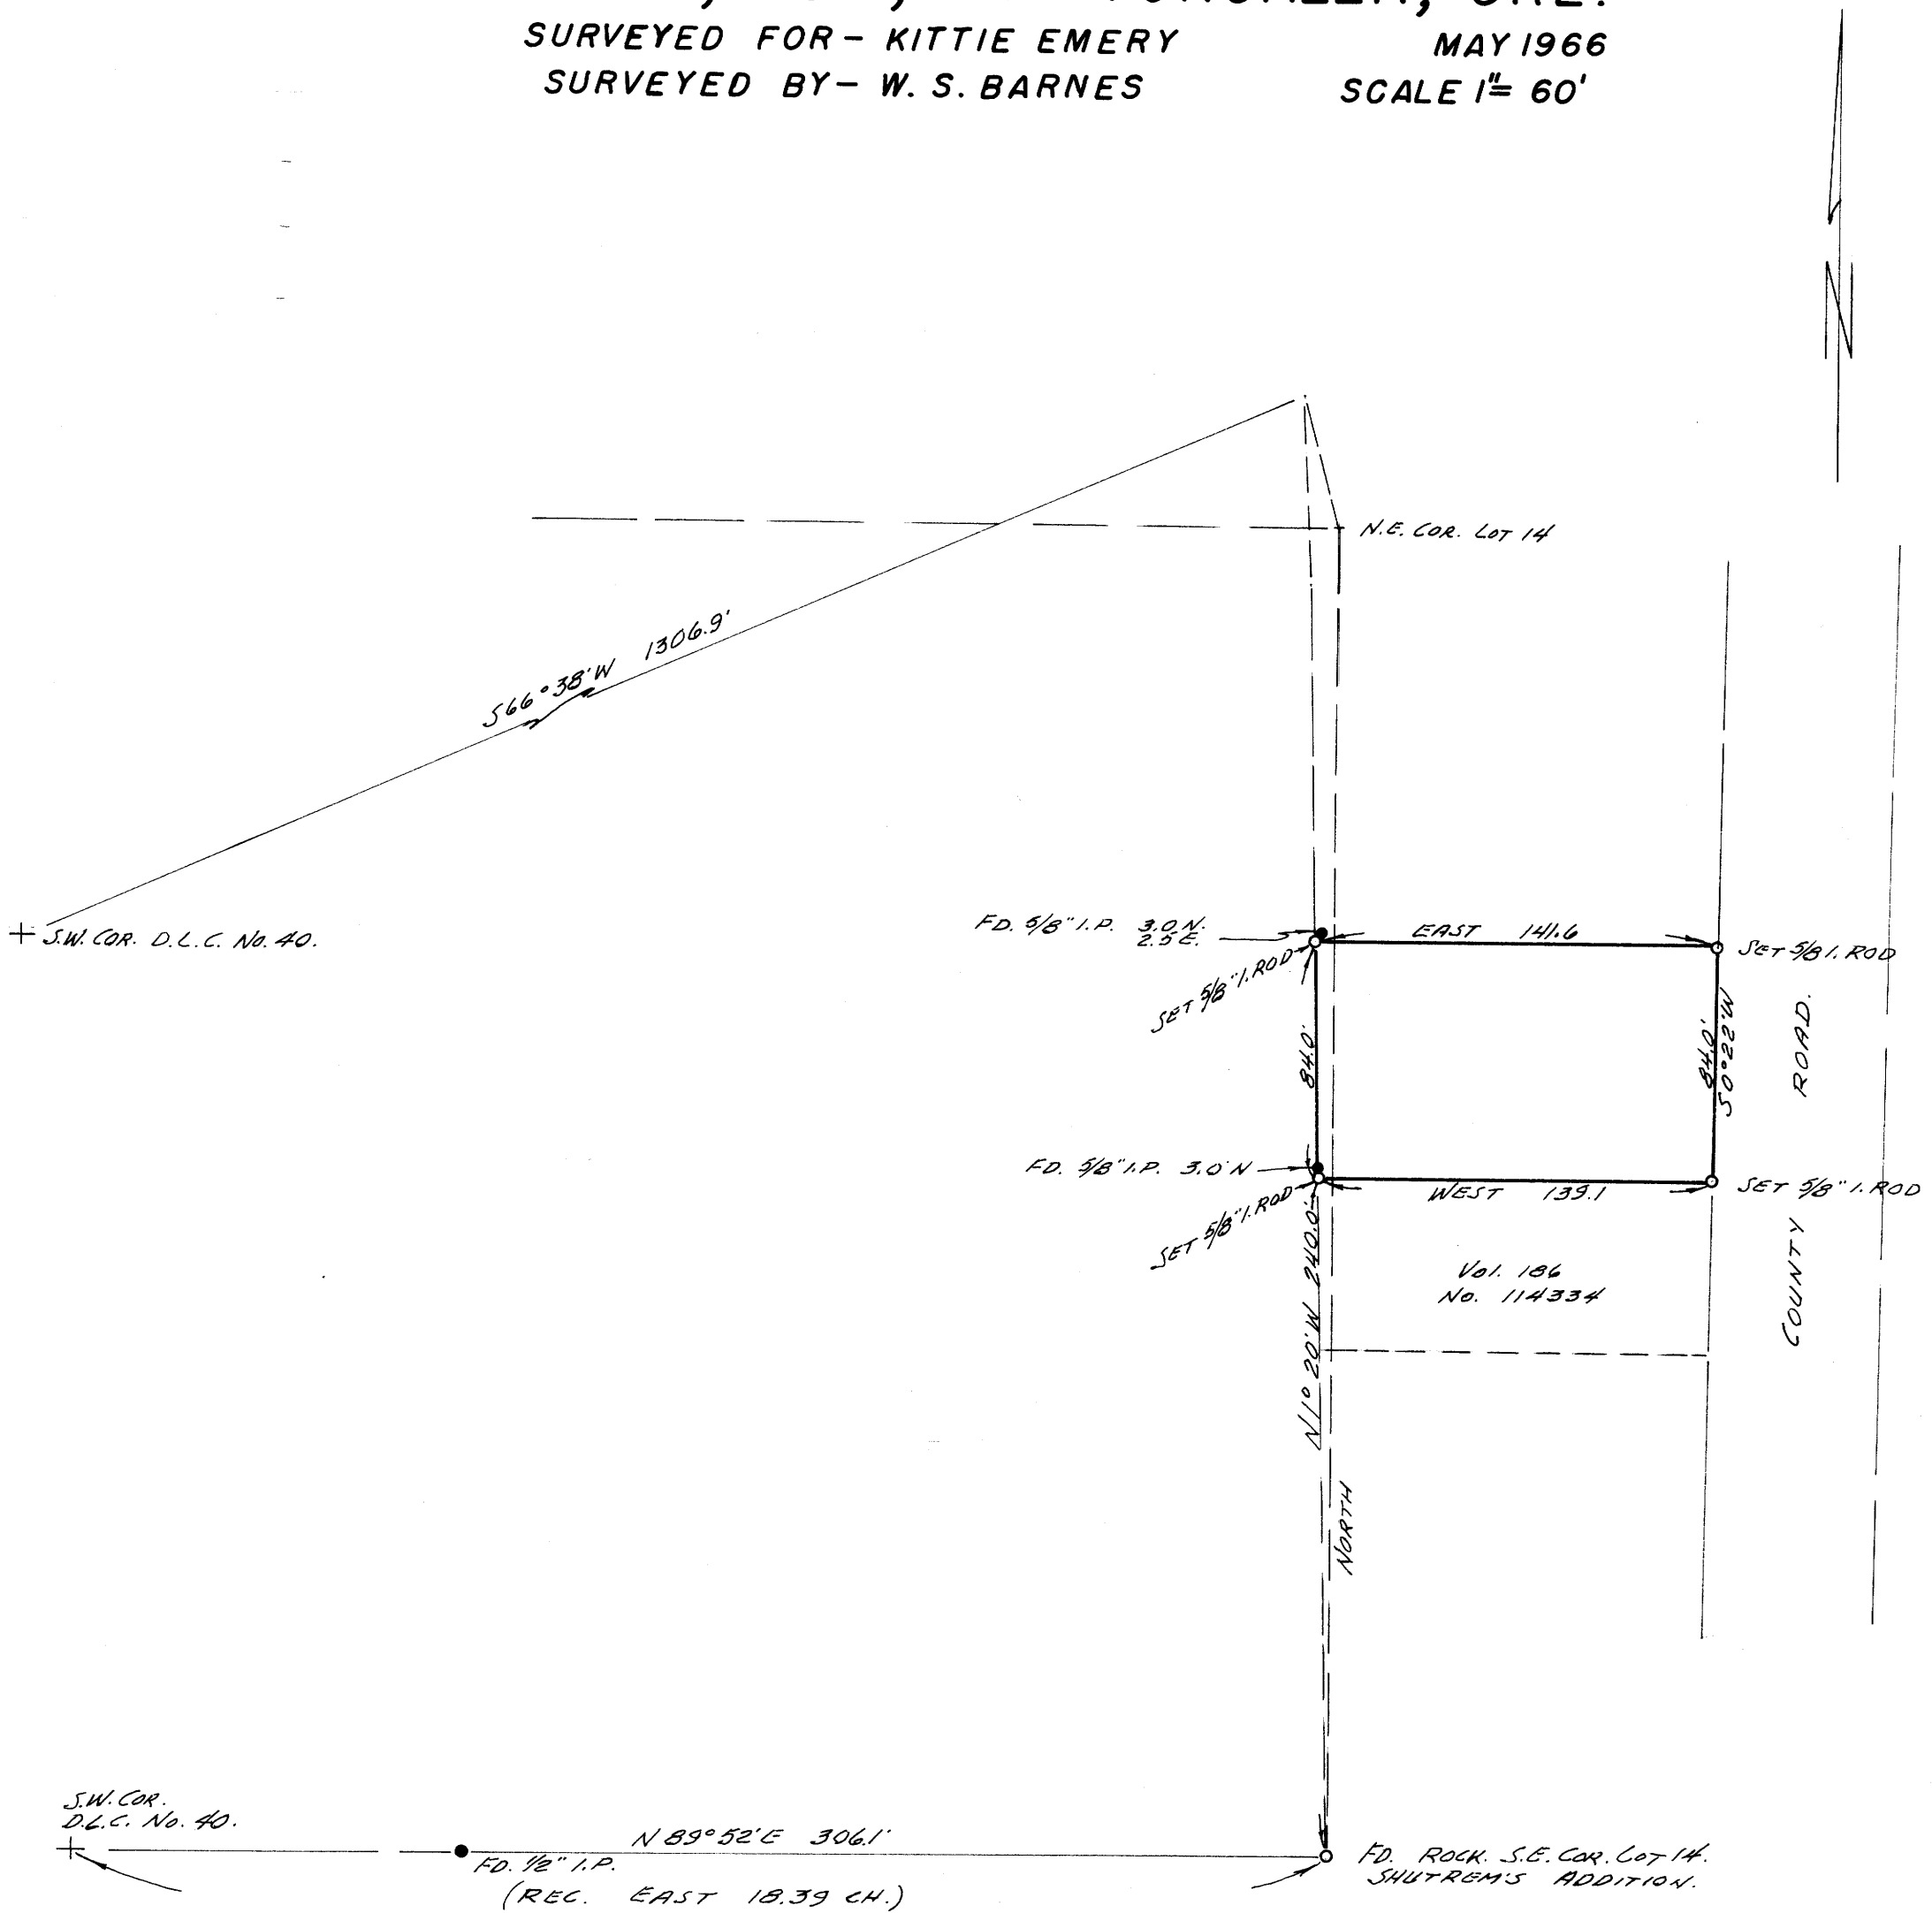 ORE.
SURVEYED FOR – KITTIE EMERY
MAY 1966
SURVEYED BY – W. S. BARNES
SCALE 1" = 60'
N
N.E. COR. LOT 14
S66°38'W 1306.9'
S.W. COR. D.L.C. No. 40.
FD. 5/8" I.P. 3.0 N.
2.5 E.
EAST 141.6
SET 5/8 I. ROD
SET 5/8" I. ROD
84.0'
84.0'
S0°22'W
COUNTY ROAD.
FD. 5/8" I.P. 3.0' N
WEST 139.1
SET 5/8" I. ROD
SET 5/8" I. ROD
Vol. 186
No. 114334
N1° 20' W 240.0'
NORTH
S.W. COR.
D.L.C. No. 40.
N 89° 52' E 306.1'
FD. 1/2" I.P.
(REC. EAST 18.39 CH.)
FD. ROCK. S.E. COR. LOT 14.
SHUTREM'S ADDITION.